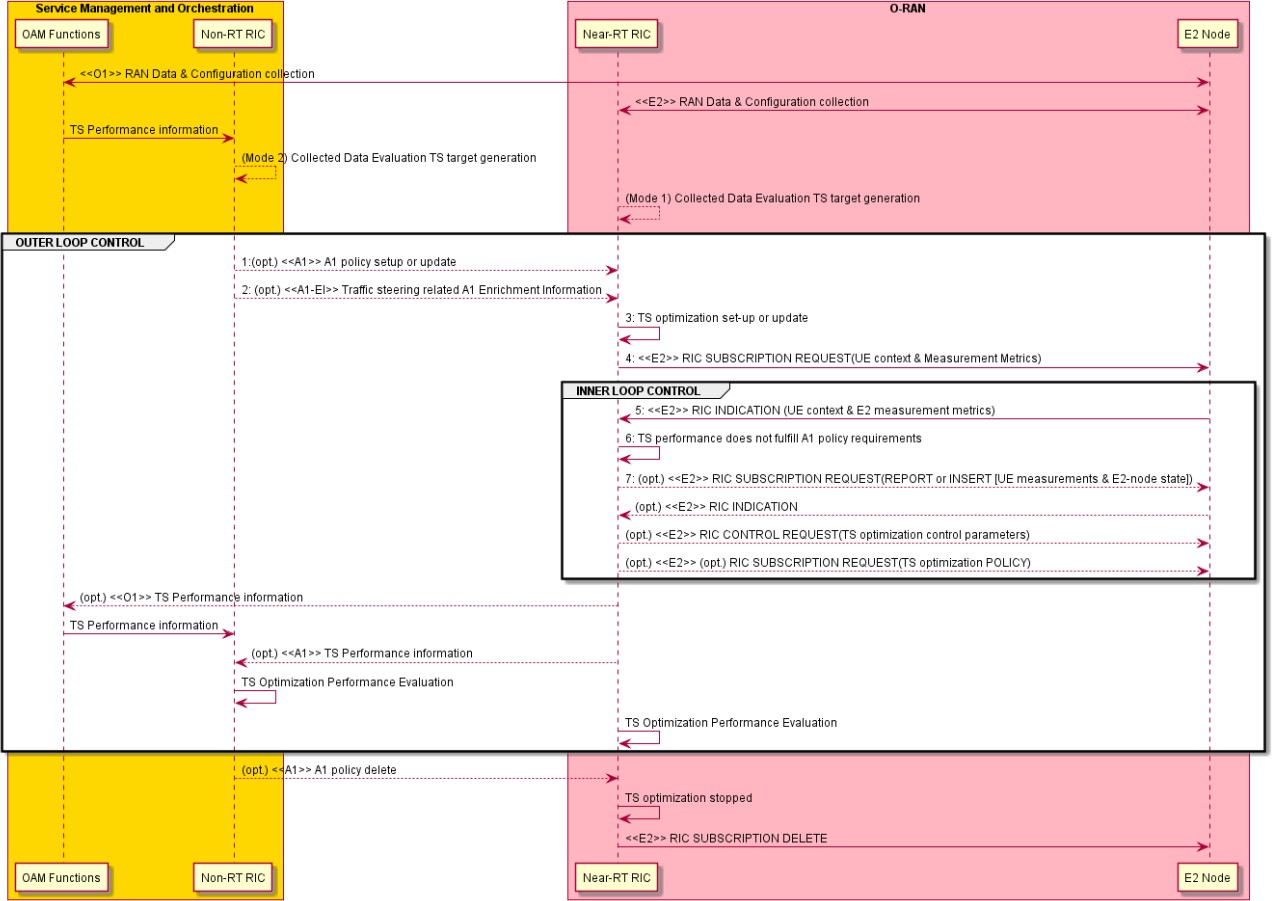 Service Management and Orchestration
O-RAN
OAM Functions
Non-RT RIC
Near-RT RIC
E2 Node
<<O1>> RAN Data & Configuration collection
<<E2>> RAN Data & Configuration collection
TS Performance information
(Mode 2) Collected Data Evaluation TS target generation
(Mode 1) Collected Data Evaluation TS target generation
OUTER LOOP CONTROL
1:(opt.) <<A1>> A1 policy setup or update
2: (opt.) <<A1-EI>> Traffic steering related A1 Enrichment Information
3: TS optimization set-up or update
4: <<E2>> RIC SUBSCRIPTION REQUEST(UE context & Measurement Metrics)
INNER LOOP CONTROL
5: <<E2>> RIC INDICATION (UE context & E2 measurement metrics)
6: TS performance does not fulfill A1 policy requirements
7: (opt.) <<E2>> RIC SUBSCRIPTION REQUEST(REPORT or INSERT [UE measurements & E2-node state])
(opt.) <<E2>> RIC INDICATION
(opt.) <<E2>> RIC CONTROL REQUEST(TS optimization control parameters)
(opt.) <<E2>> (opt.) RIC SUBSCRIPTION REQUEST(TS optimization POLICY)
(opt.) <<O1>> TS Performance information
TS Performance information
(opt.) <<A1>> TS Performance information
TS Optimization Performance Evaluation
TS Optimization Performance Evaluation
(opt.) <<A1>> A1 policy delete
TS optimization stopped
<<E2>> RIC SUBSCRIPTION DELETE
OAM Functions
Non-RT RIC
Near-RT RIC
E2 Node